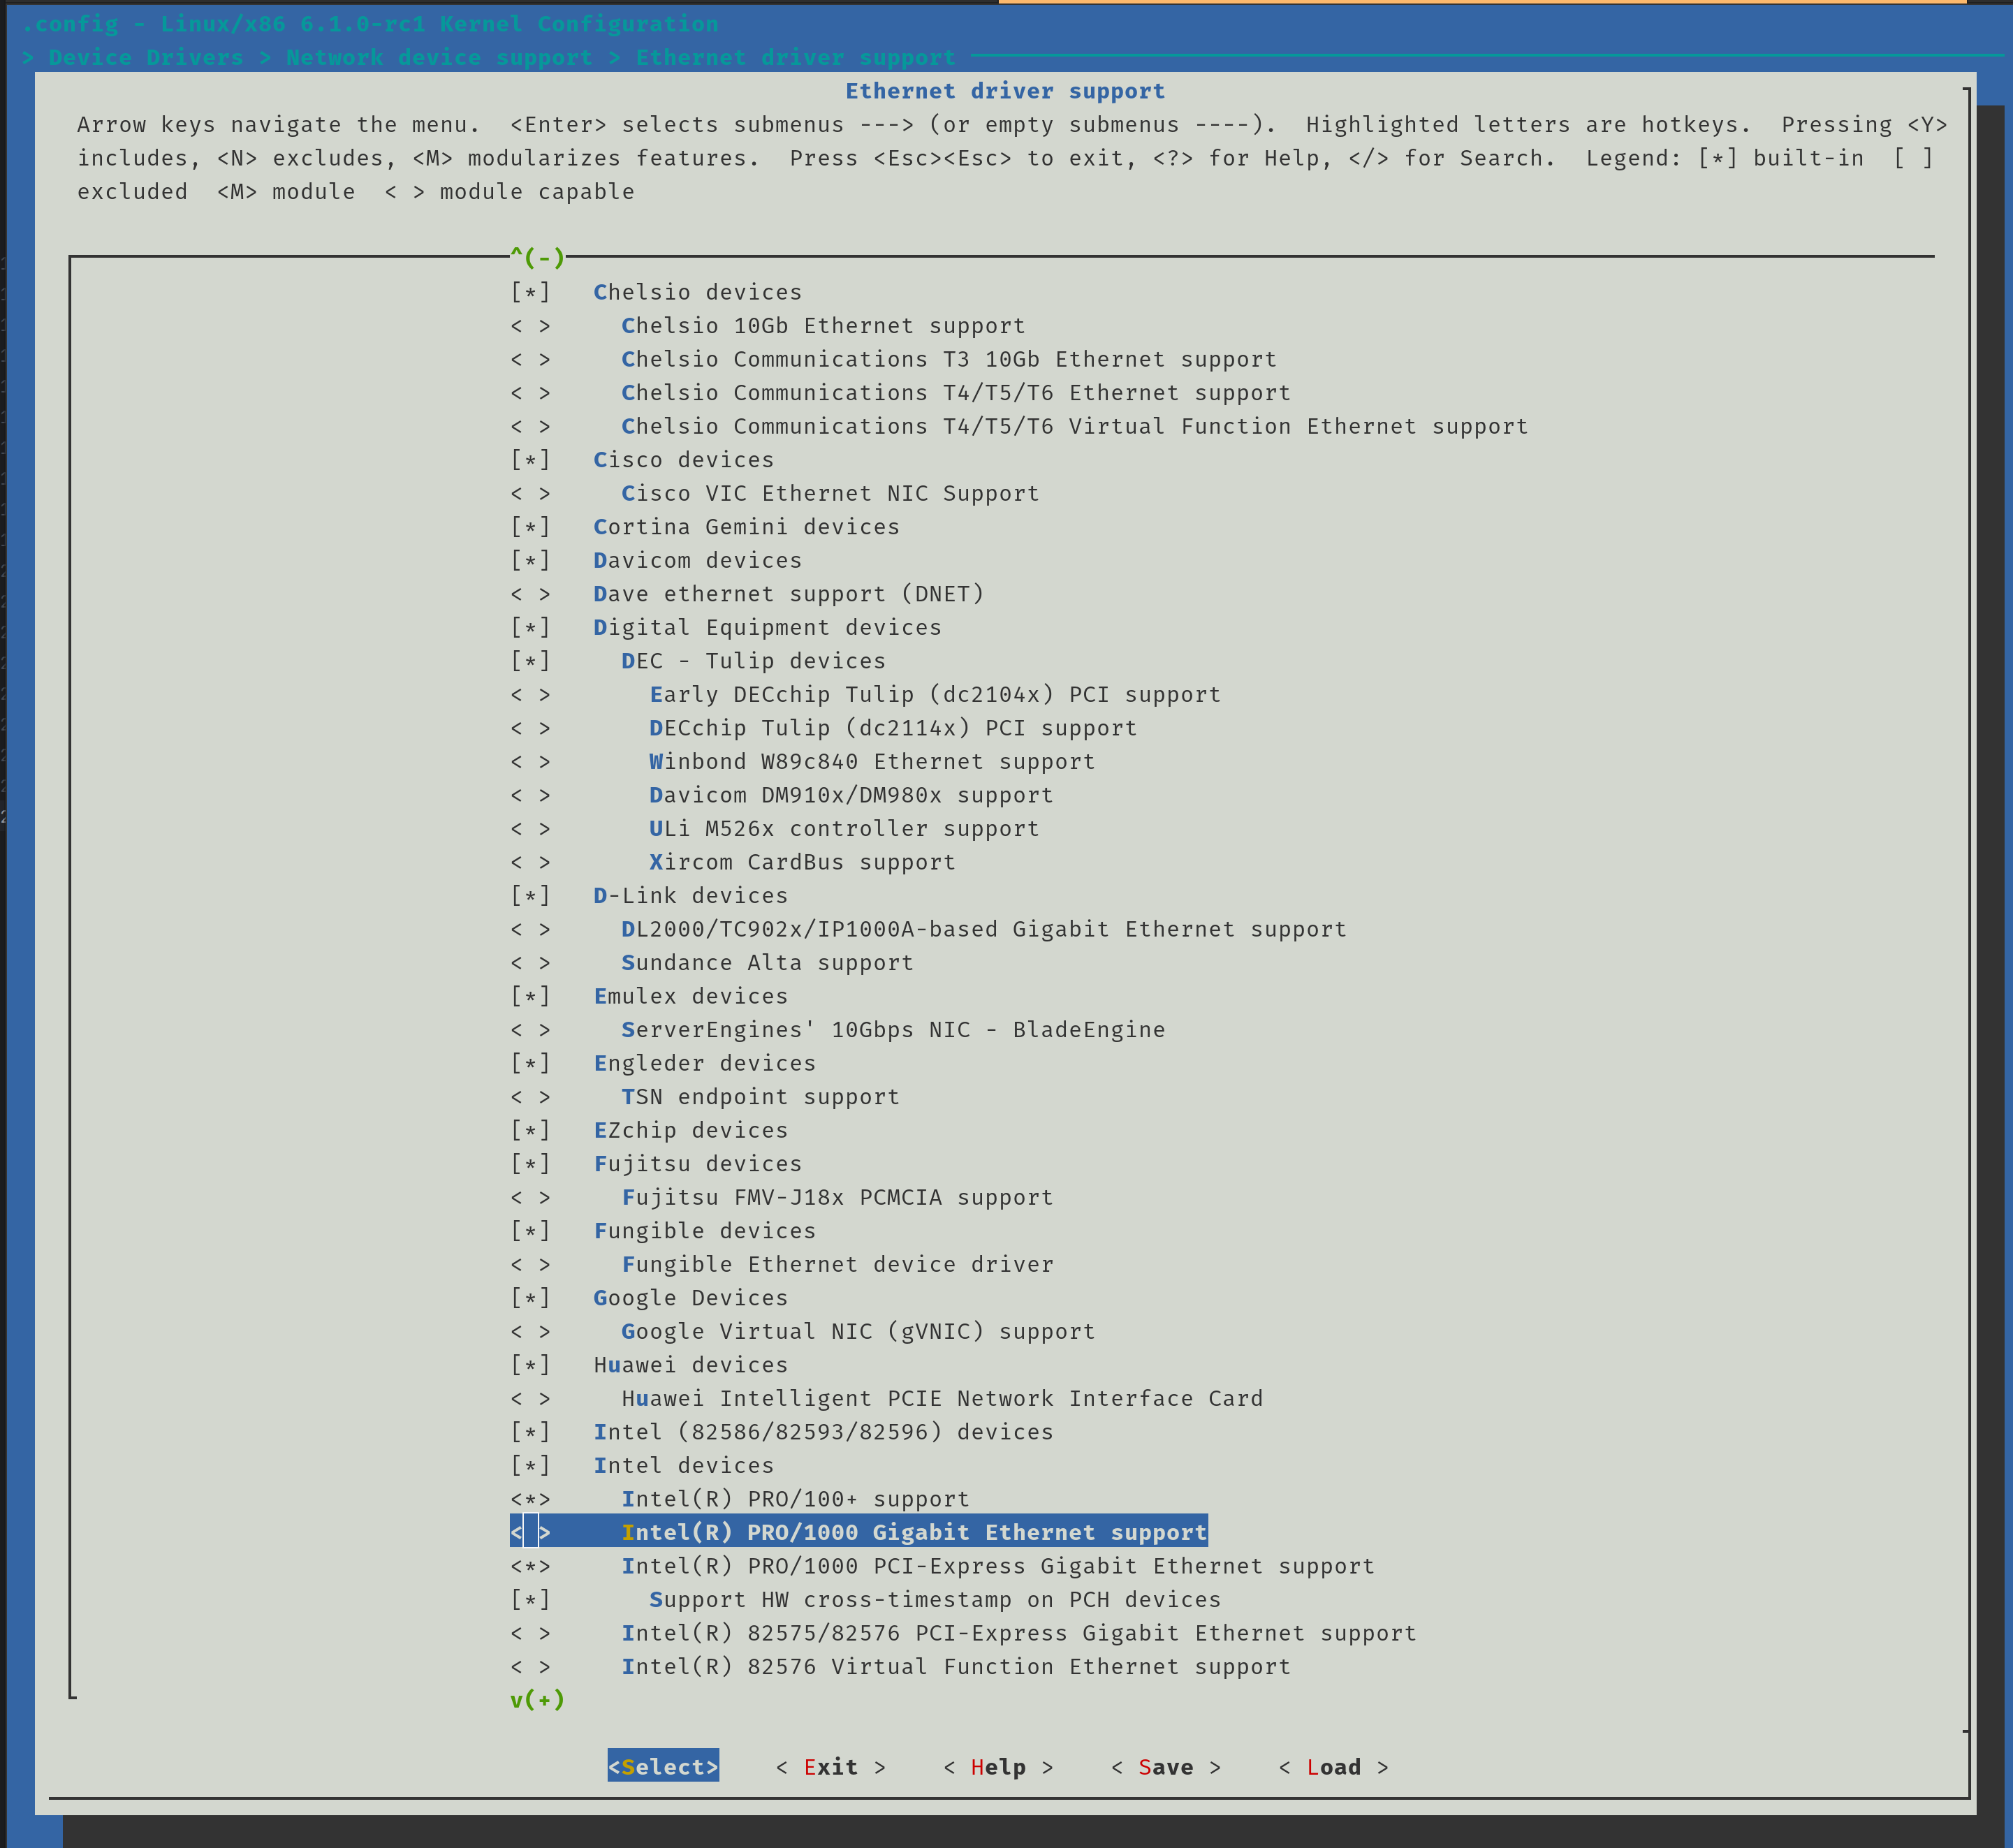 .config - Linux/x86 6.1.0-rc1 Kernel Configuration
> Device Drivers > Network device support > Ethernet driver support
Ethernet driver support
Arrow keys navigate the menu.  <Enter> selects submenus ---> (or empty submenus ----).  Highlighted letters are hotkeys.  Pressing <Y>
includes, <N> excludes, <M> modularizes features.  Press <Esc><Esc> to exit, <?> for Help, </> for Search.  Legend: [*] built-in  [ ]
excluded  <M> module  < > module capable
^(-)
[*]   Chelsio devices
< >     Chelsio 10Gb Ethernet support
< >     Chelsio Communications T3 10Gb Ethernet support
< >     Chelsio Communications T4/T5/T6 Ethernet support
< >     Chelsio Communications T4/T5/T6 Virtual Function Ethernet support
[*]   Cisco devices
< >     Cisco VIC Ethernet NIC Support
[*]   Cortina Gemini devices
[*]   Davicom devices
< >   Dave ethernet support (DNET)
[*]   Digital Equipment devices
[*]     DEC - Tulip devices
< >       Early DECchip Tulip (dc2104x) PCI support
< >       DECchip Tulip (dc2114x) PCI support
< >       Winbond W89c840 Ethernet support
< >       Davicom DM910x/DM980x support
< >       ULi M526x controller support
< >       Xircom CardBus support
[*]   D-Link devices
< >     DL2000/TC902x/IP1000A-based Gigabit Ethernet support
< >     Sundance Alta support
[*]   Emulex devices
< >     ServerEngines' 10Gbps NIC - BladeEngine
[*]   Engleder devices
< >     TSN endpoint support
[*]   EZchip devices
[*]   Fujitsu devices
< >     Fujitsu FMV-J18x PCMCIA support
[*]   Fungible devices
< >     Fungible Ethernet device driver
[*]   Google Devices
< >     Google Virtual NIC (gVNIC) support
[*]   Huawei devices
< >     Huawei Intelligent PCIE Network Interface Card
[*]   Intel (82586/82593/82596) devices
[*]   Intel devices
<*>     Intel(R) PRO/100+ support
< >     Intel(R) PRO/1000 Gigabit Ethernet support
<*>     Intel(R) PRO/1000 PCI-Express Gigabit Ethernet support
[*]       Support HW cross-timestamp on PCH devices
< >     Intel(R) 82575/82576 PCI-Express Gigabit Ethernet support
< >     Intel(R) 82576 Virtual Function Ethernet support
v(+)
<Select>    < Exit >    < Help >    < Save >    < Load >